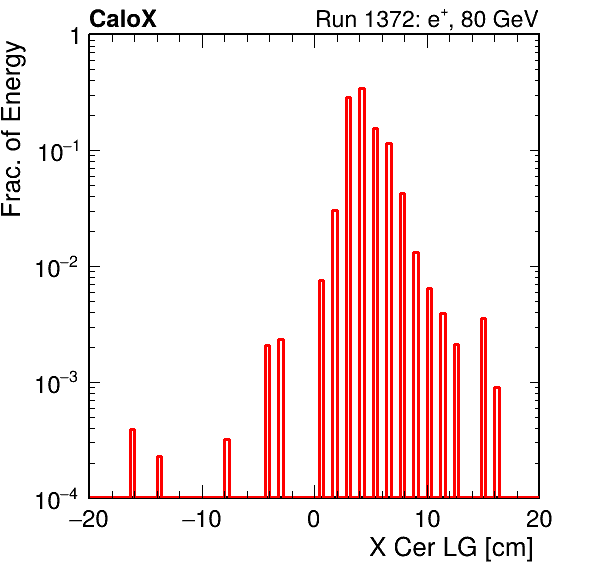 CaloX Run 1372: e⁺, 80 GeV
Frac. of Energy
1
10⁻¹
10⁻²
10⁻³
10⁻⁴
−20 −10 0 10 20
X Cer LG [cm]